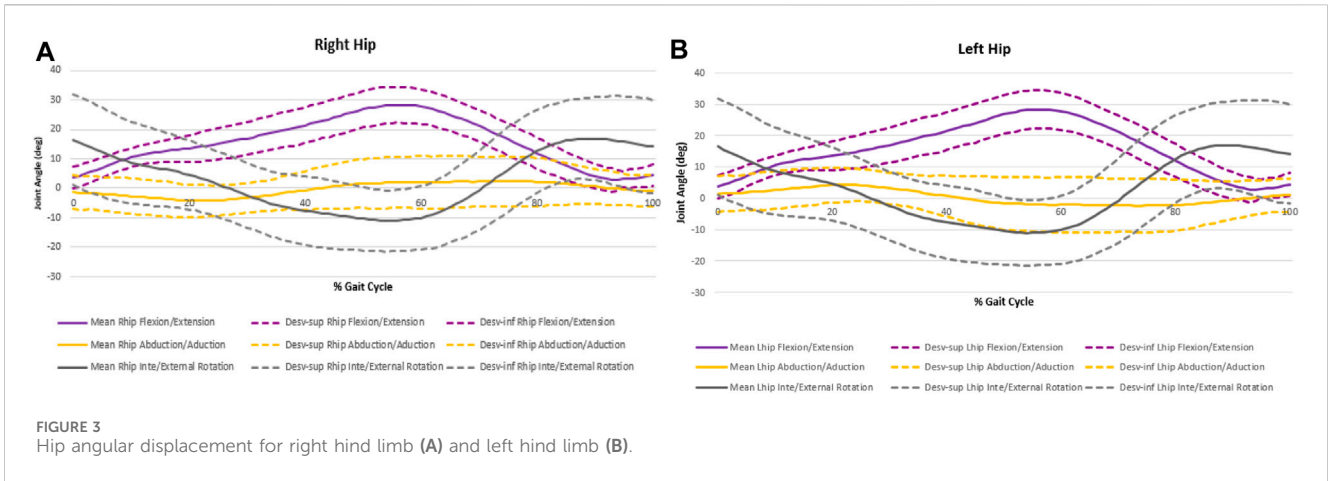 A
Right Hip
Joint Angle (deg)
40
30
20
10
0
-10
-20
-30
0
20
40
60
80
100
% Gait Cycle
Mean Rhip Flexion/Extension
Desv-sup Rhip Flexion/Extension
Desv-inf Rhip Flexion/Extension
Mean Rhip Abduction/Aduction
Desv-sup Rhip Abduction/Aduction
Desv-inf Rhip Abduction/Aduction
Mean Rhip Inte/External Rotation
Desv-sup Rhip Inte/External Rotation
Desv-inf Rhip Inte/External Rotation
B
Left Hip
Joint Angle (deg)
40
30
20
10
0
-10
-20
-30
0
20
40
60
80
100
% Gait Cycle
Mean Lhip Flexion/Extension
Desv-sup Lhip Flexion/Extension
Desv-inf Lhip Flexion/Extension
Mean Lhip Abduction/Aduction
Desv-sup Lhip Abduction/Aduction
Desv-inf Lhip Abduction/Aduction
Mean Lhip Inte/External Rotation
Desv-sup Lhip Inte/External Rotation
Desv-inf Lhip Inte/External Rotation
FIGURE 3
Hip angular displacement for right hind limb (A) and left hind limb (B).